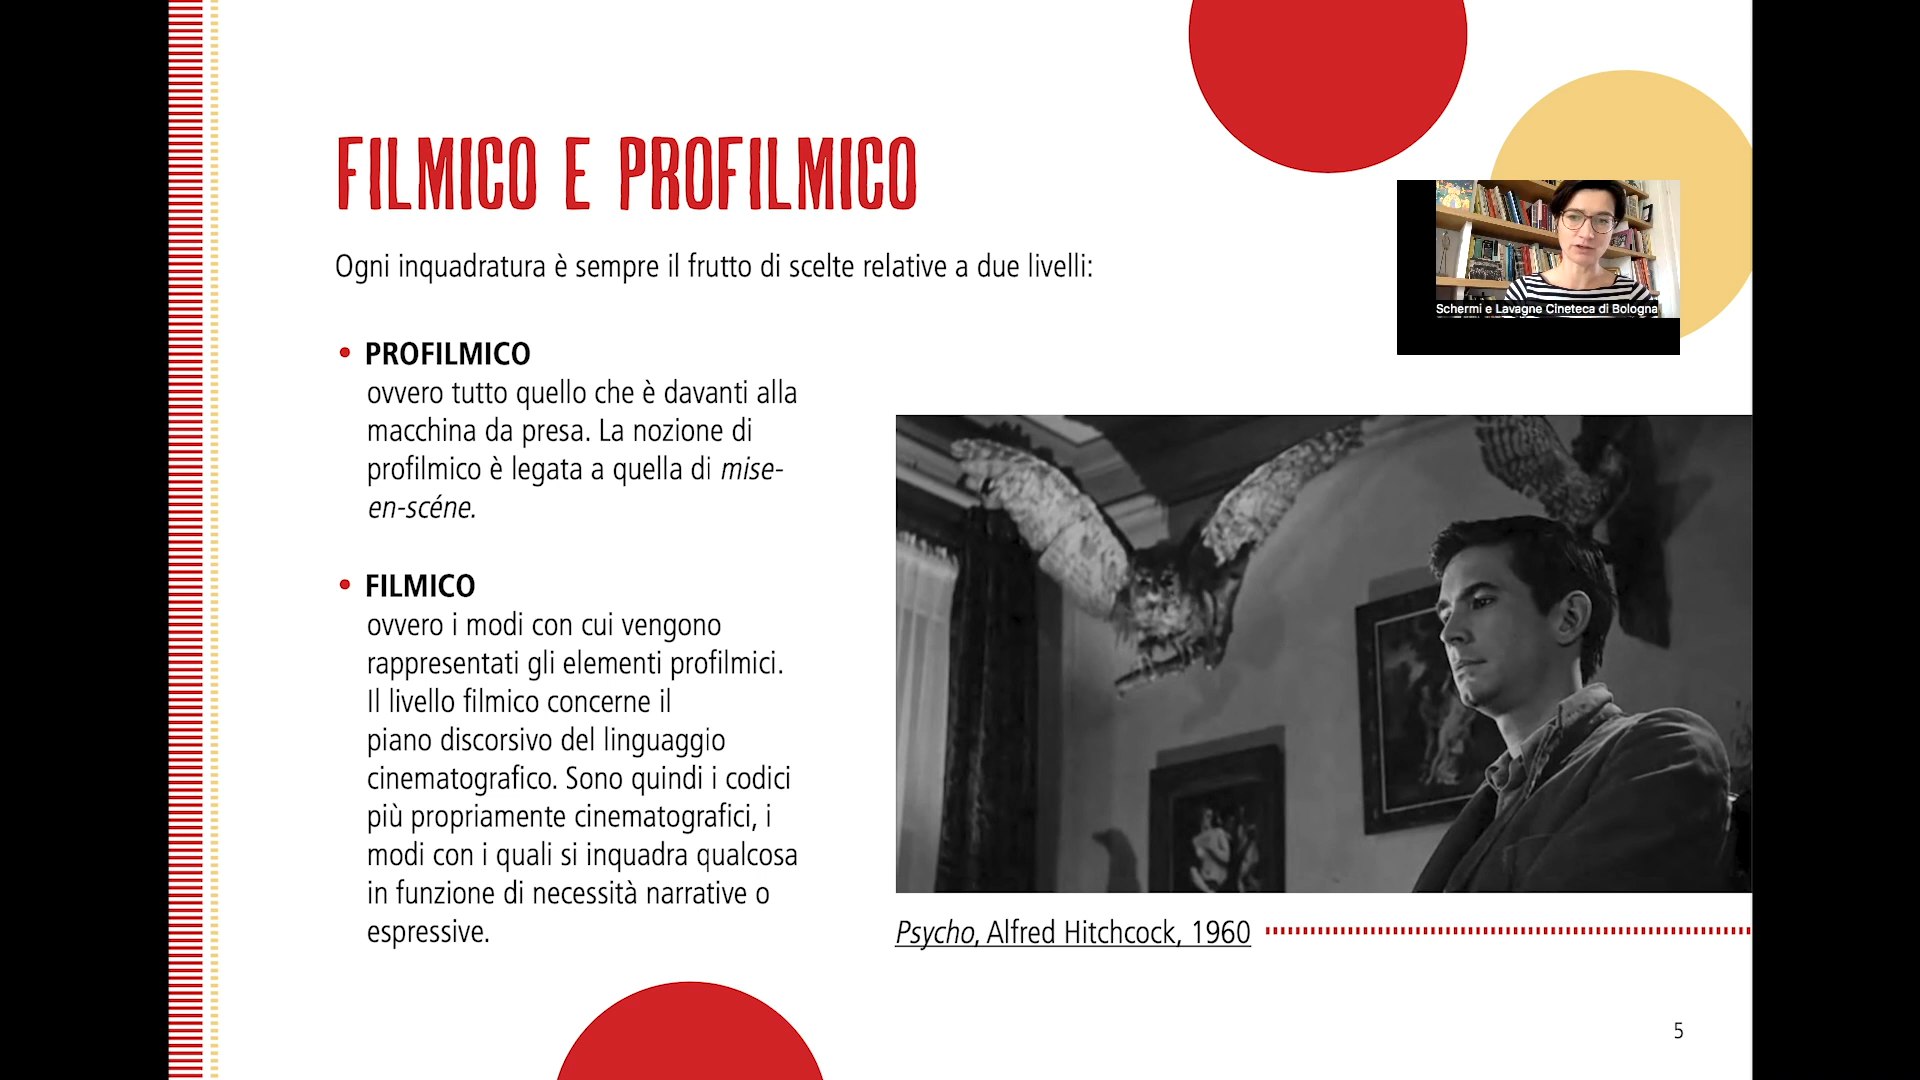 FILMICO E PROFILMICO
Ogni inquadratura è sempre il frutto di scelte relative a due livelli:
Schermi e Lavagne Cineteca di Bologna
• PROFILMICO
ovvero tutto quello che è davanti alla
macchina da presa. La nozione di
profilmico è legata a quella di mise-
en-scéne.
• FILMICO
ovvero i modi con cui vengono
rappresentati gli elementi profilmici.
Il livello filmico concerne il
piano discorsivo del linguaggio
cinematografico. Sono quindi i codici
più propriamente cinematografici, i
modi con i quali si inquadra qualcosa
in funzione di necessità narrative o
espressive.
Psycho, Alfred Hitchcock, 1960
5